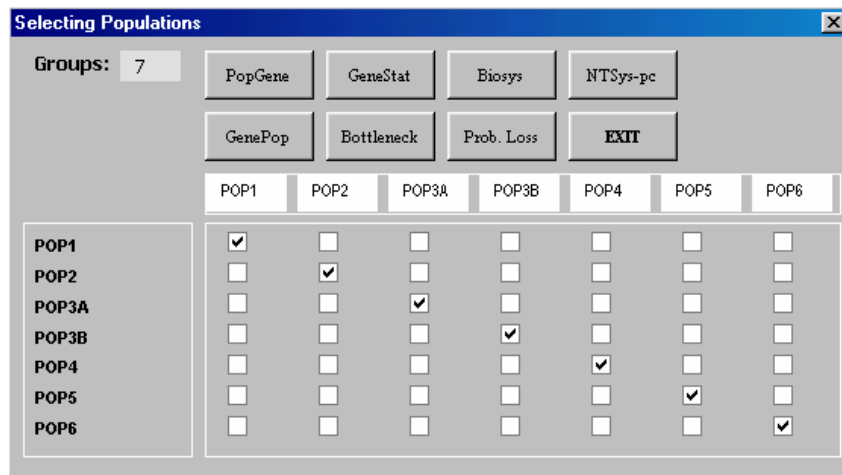 Selecting Populations
Groups: 7
PopGene GeneStat Biosys NTSys-pc
GenePop Bottleneck Prob. Loss EXIT
POP1 POP2 POP3A POP3B POP4 POP5 POP6
POP1
POP2
POP3A
POP3B
POP4
POP5
POP6